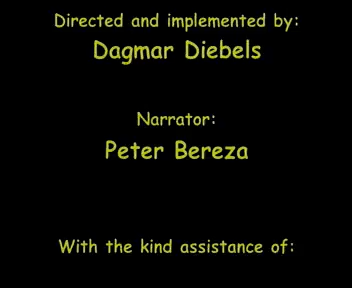 Directed and implemented by:
Dagmar Diebels
Narrator:
Peter Bereza
With the kind assistance of: